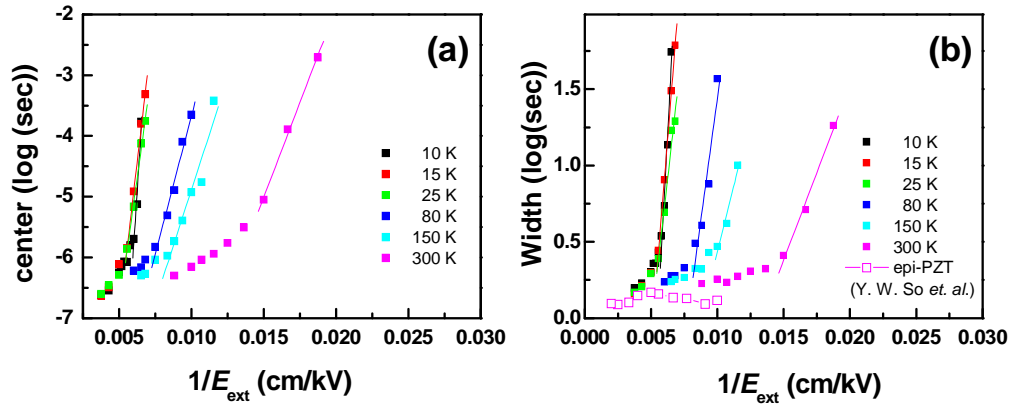 (a)
center (log (sec))
-2
-3
-4
-5
-6
-7
10 K
15 K
25 K
80 K
150 K
300 K
0.005 0.010 0.015 0.020 0.025 0.030
1/E_ext (cm/kV)
(b)
Width (log(sec))
1.5
1.0
0.5
0.0
10 K
15 K
25 K
80 K
150 K
300 K
epi-PZT
(Y. W. So et. al.)
0.000 0.005 0.010 0.015 0.020 0.025 0.030
1/E_ext (cm/kV)